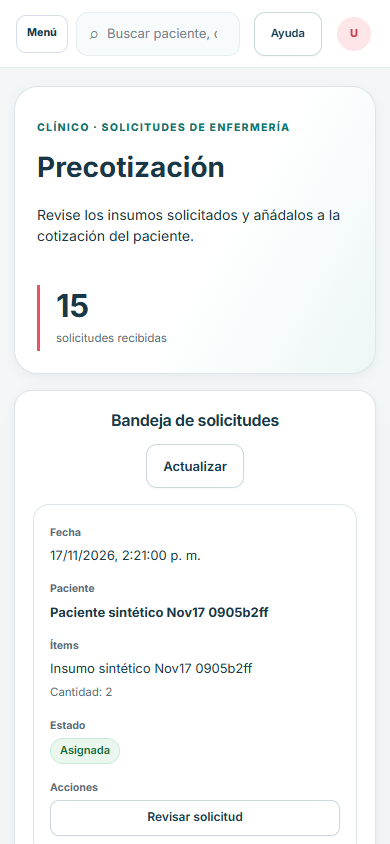 Menú
Buscar paciente, c
Ayuda
U
CLÍNICO · SOLICITUDES DE ENFERMERÍA
Precotización
Revise los insumos solicitados y añádalos a la
cotización del paciente.
15
solicitudes recibidas
Bandeja de solicitudes
Actualizar
Fecha
17/11/2026, 2:21:00 p. m.
Paciente
Paciente sintético Nov17 0905b2ff
Ítems
Insumo sintético Nov17 0905b2ff
Cantidad: 2
Estado
Asignada
Acciones
Revisar solicitud